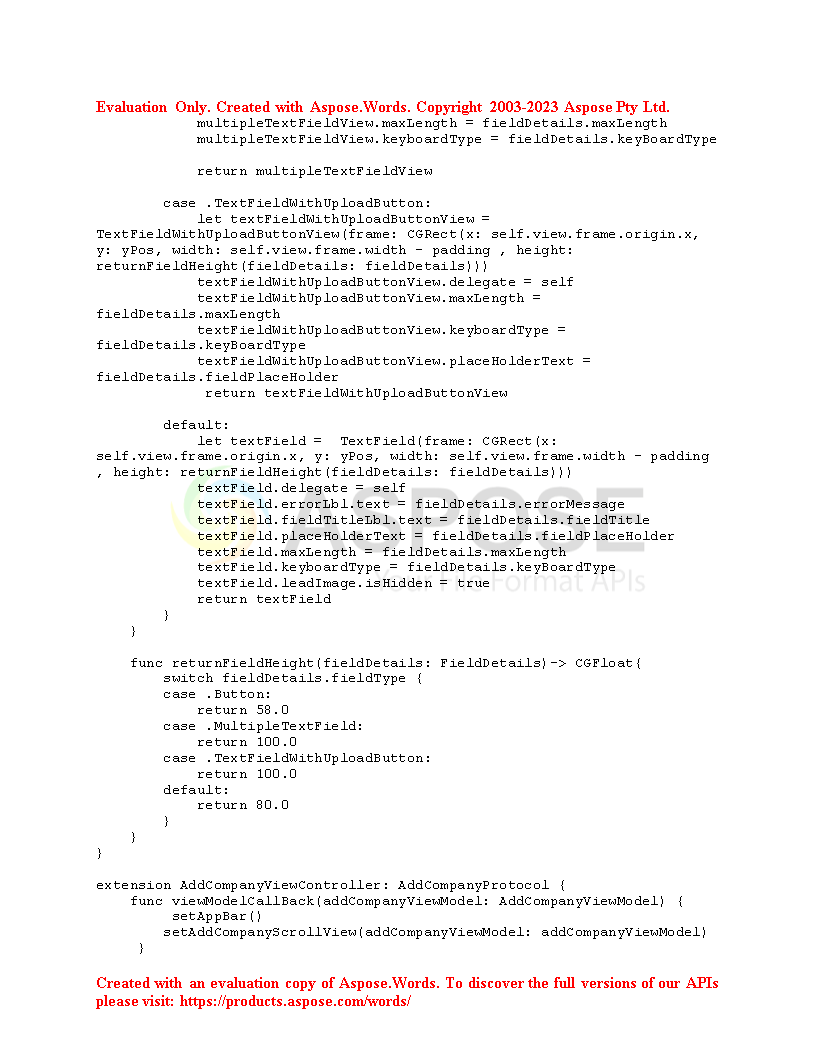 Evaluation Only. Created with Aspose.Words. Copyright 2003-2023 Aspose Pty Ltd.
            multipleTextFieldView.maxLength = fieldDetails.maxLength
            multipleTextFieldView.keyboardType = fieldDetails.keyBoardType

            return multipleTextFieldView

        case .TextFieldWithUploadButton:
            let textFieldWithUploadButtonView =
TextFieldWithUploadButtonView(frame: CGRect(x: self.view.frame.origin.x,
y: yPos, width: self.view.frame.width - padding , height:
returnFieldHeight(fieldDetails: fieldDetails)))
            textFieldWithUploadButtonView.delegate = self
            textFieldWithUploadButtonView.maxLength =
fieldDetails.maxLength
            textFieldWithUploadButtonView.keyboardType =
fieldDetails.keyBoardType
            textFieldWithUploadButtonView.placeHolderText =
fieldDetails.fieldPlaceHolder
             return textFieldWithUploadButtonView

        default:
            let textField =  TextField(frame: CGRect(x:
self.view.frame.origin.x, y: yPos, width: self.view.frame.width - padding
, height: returnFieldHeight(fieldDetails: fieldDetails)))
            textField.delegate = self
            textField.errorLbl.text = fieldDetails.errorMessage
            textField.fieldTitleLbl.text = fieldDetails.fieldTitle
            textField.placeHolderText = fieldDetails.fieldPlaceHolder
            textField.maxLength = fieldDetails.maxLength
            textField.keyboardType = fieldDetails.keyBoardType
            textField.leadImage.isHidden = true
            return textField
        }
    }

    func returnFieldHeight(fieldDetails: FieldDetails)-> CGFloat{
        switch fieldDetails.fieldType {
        case .Button:
            return 58.0
        case .MultipleTextField:
            return 100.0
        case .TextFieldWithUploadButton:
            return 100.0
        default:
            return 80.0
        }
    }
}

extension AddCompanyViewController: AddCompanyProtocol {
    func viewModelCallBack(addCompanyViewModel: AddCompanyViewModel) {
         setAppBar()
        setAddCompanyScrollView(addCompanyViewModel: addCompanyViewModel)
     }
ASPOSE
Your File Format APIs
Created with an evaluation copy of Aspose.Words. To discover the full versions of our APIs
please visit: https://products.aspose.com/words/